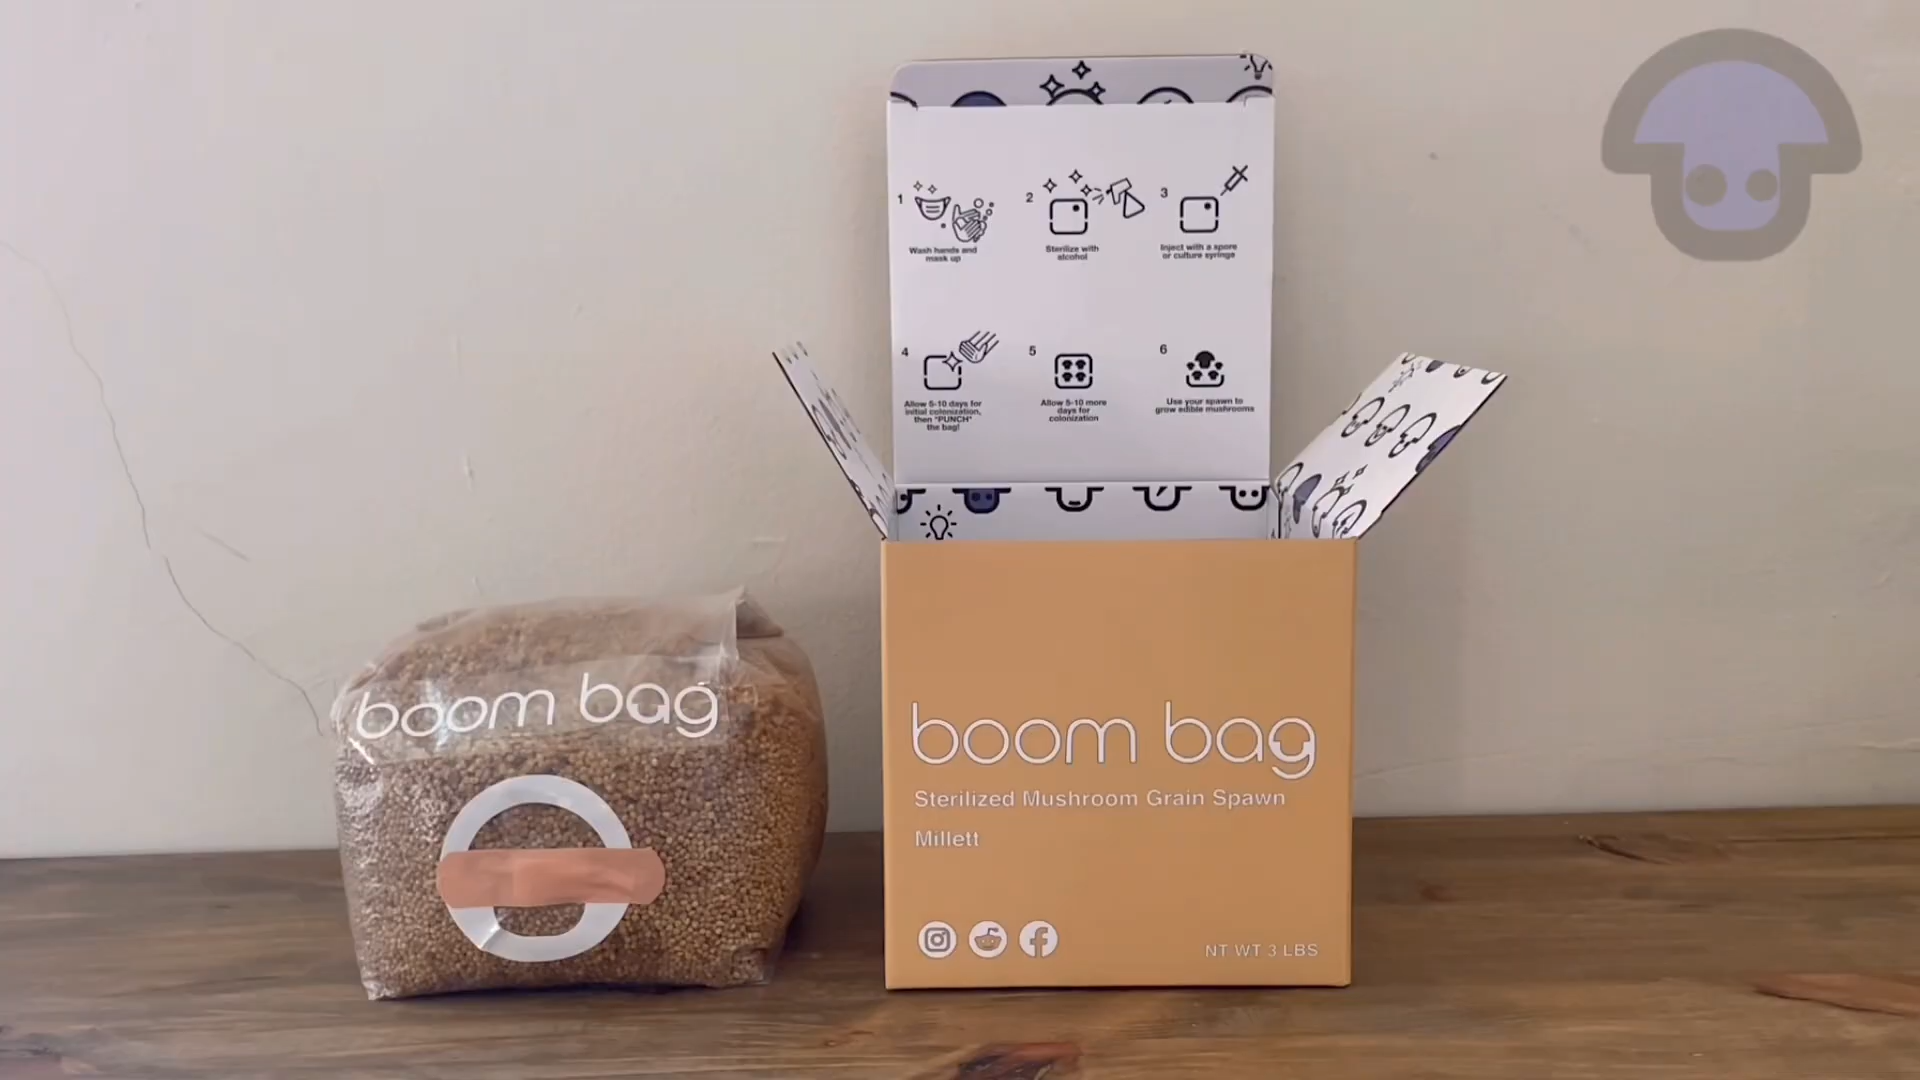 1
Wash hands and
mask up
2
Sterilize with
alcohol
3
Inject with a spore
or culture syringe
4
Allow 5-10 days for
initial colonization,
then "PUNCH"
the bag!
5
Allow 5-10 more
days for
colonization
6
Use your spawn to
grow edible mushrooms
boom bag
boom bag
Sterilized Mushroom Grain Spawn
Millett
NT WT 3 LBS